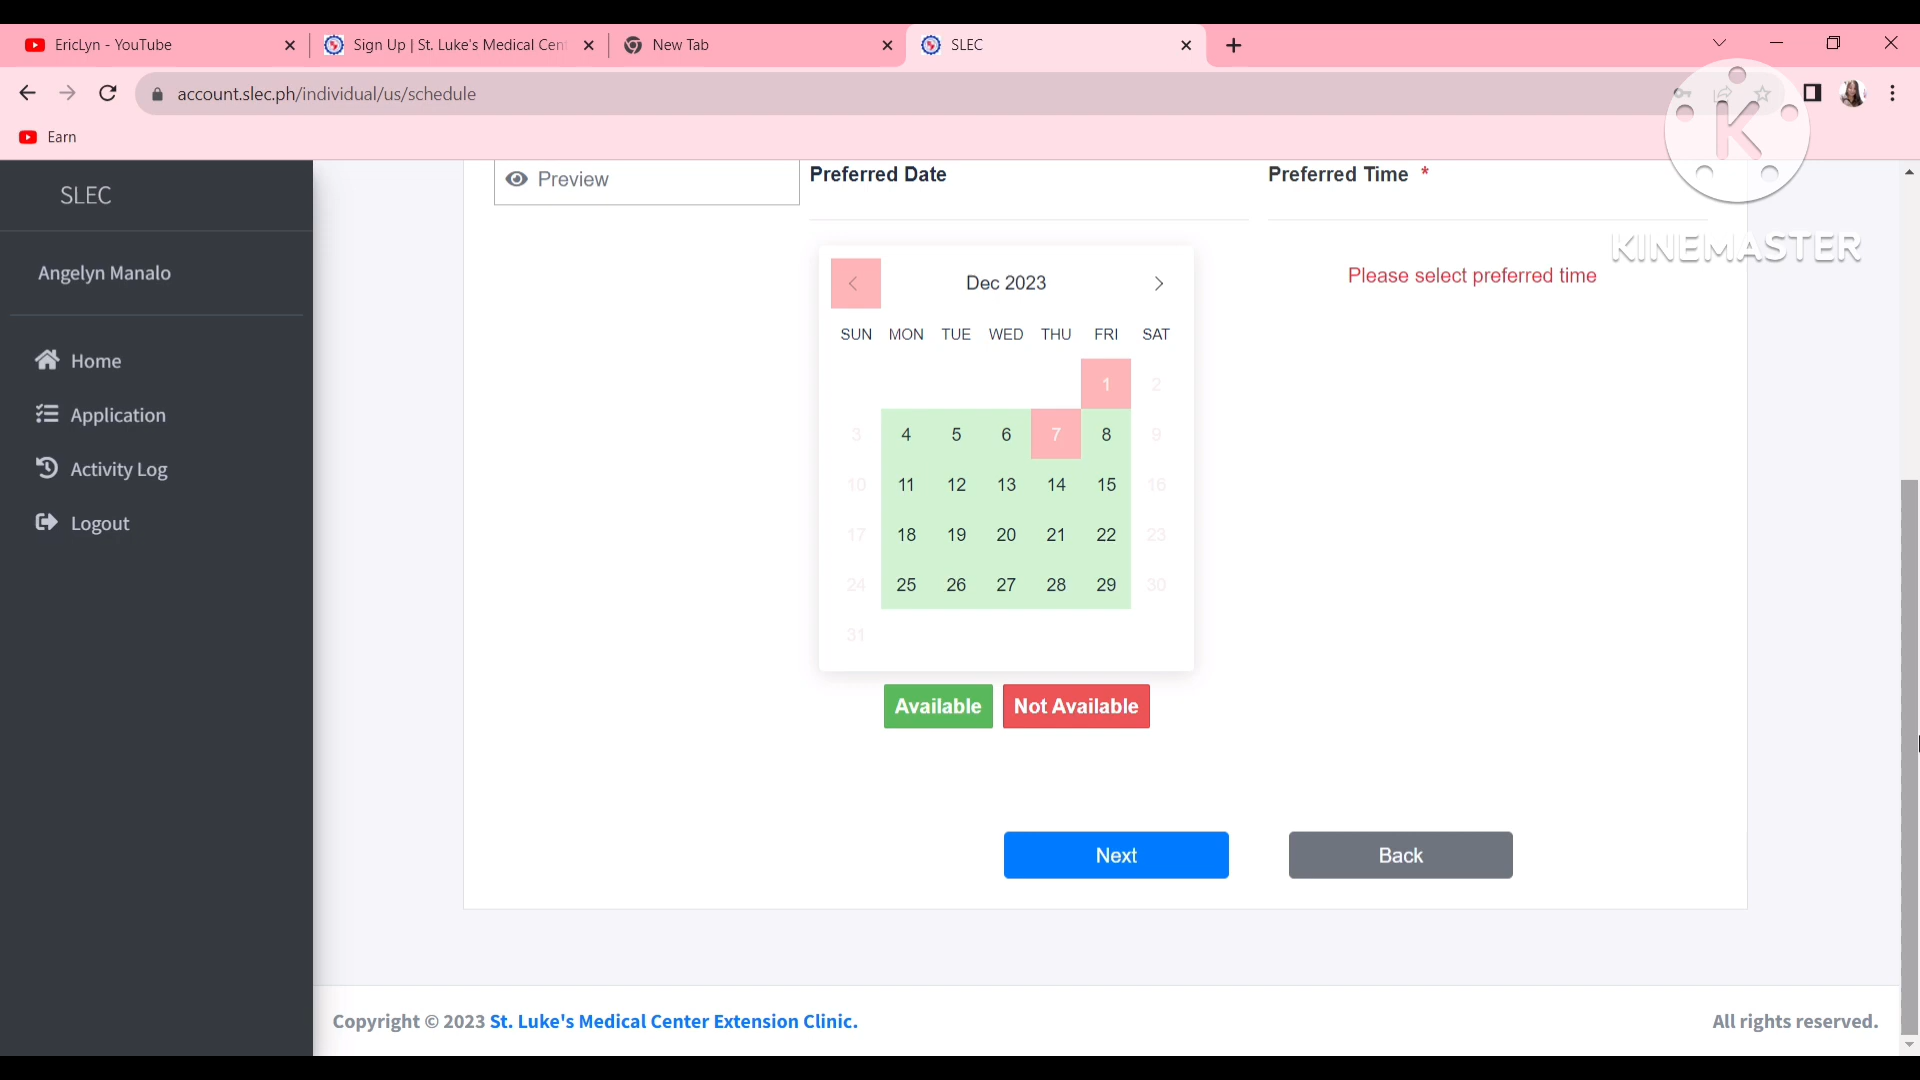 EricLyn - YouTube
Sign Up | St. Luke's Medical Cen
New Tab
SLEC
account.slec.ph/individual/us/schedule
Earn
K
KINEMASTER
SLEC
Angelyn Manalo
Home
Application
Activity Log
Logout
Preview
Preferred Date
Preferred Time *
Please select preferred time
Dec 2023
SUN MON TUE WED THU FRI SAT
1 2
3 4 5 6 7 8 9
10 11 12 13 14 15 16
17 18 19 20 21 22 23
24 25 26 27 28 29 30
31
Available Not Available
Next Back
Copyright © 2023 St. Luke's Medical Center Extension Clinic.
All rights reserved.